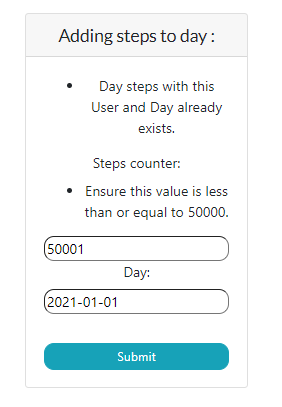 Adding steps to day :
Day steps with this
User and Day already
exists.
Steps counter:
Ensure this value is less
than or equal to 50000.
50001
Day:
2021-01-01
Submit